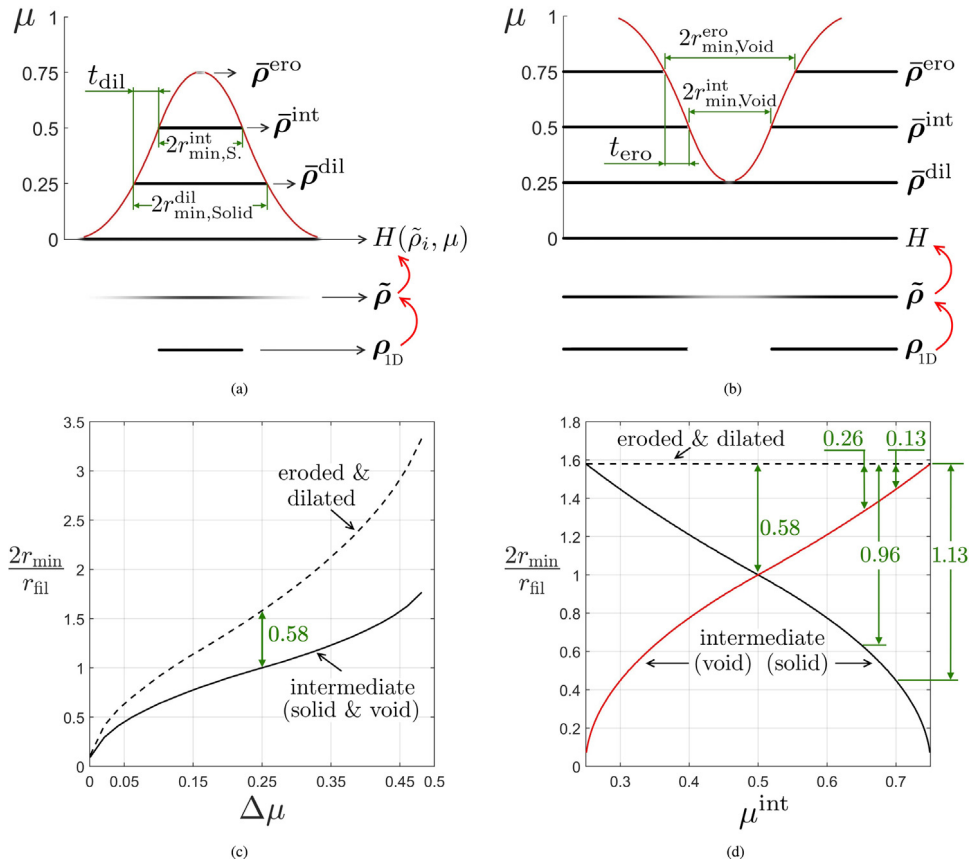 μ
1
0.75
0.5
0.25
0
t_dil
ρ̄^ero
ρ̄^int
2r^int_min,S.
ρ̄^dil
2r^dil_min,Solid
H(ρ̃_i, μ)
ρ̃
ρ_1D
(a)
μ
1
0.75
0.5
0.25
0
2r^ero_min,Void
2r^int_min,Void
t_ero
ρ̄^ero
ρ̄^int
ρ̄^dil
H
ρ̃
ρ_1D
(b)
2r_min / r_fil
3.5
3
2.5
2
1.5
1
0.5
0
eroded &
dilated
0.58
intermediate
(solid & void)
0 0.05 0.15 0.25 0.35 0.45 0.5
Δμ
(c)
2r_min / r_fil
1.8
1.6
1.4
1.2
1
0.8
0.6
0.4
0.2
0
eroded & dilated
0.26
0.13
0.58
0.96
1.13
intermediate
(void) (solid)
0.3 0.4 0.5 0.6 0.7
μ^int
(d)